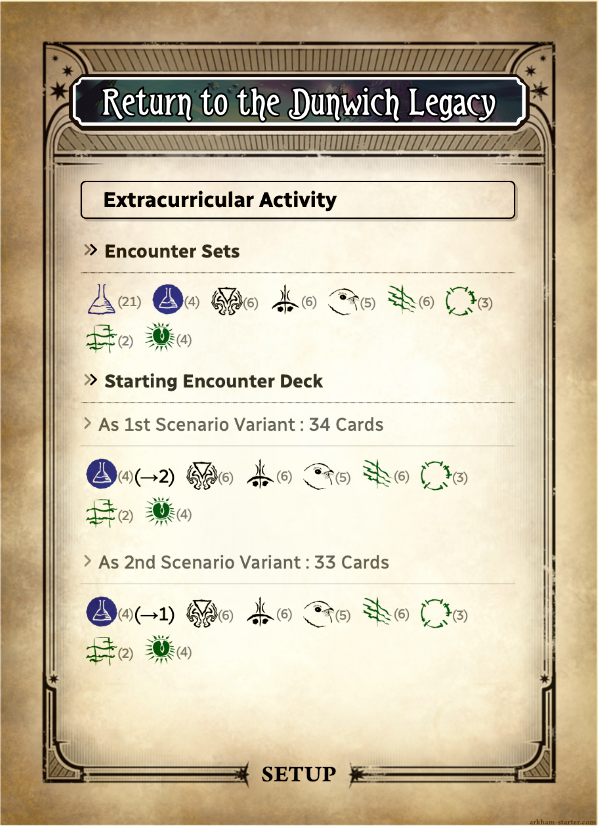 Return to the Dunwich Legacy
Extracurricular Activity
Encounter Sets
(21) (4) (6) (6) (5) (6) (3)
(2) (4)
Starting Encounter Deck
As 1st Scenario Variant : 34 Cards
(4)(→2) (6) (6) (5) (6) (3)
(2) (4)
As 2nd Scenario Variant : 33 Cards
(4)(→1) (6) (6) (5) (6) (3)
(2) (4)
SETUP
arkham-starter.com